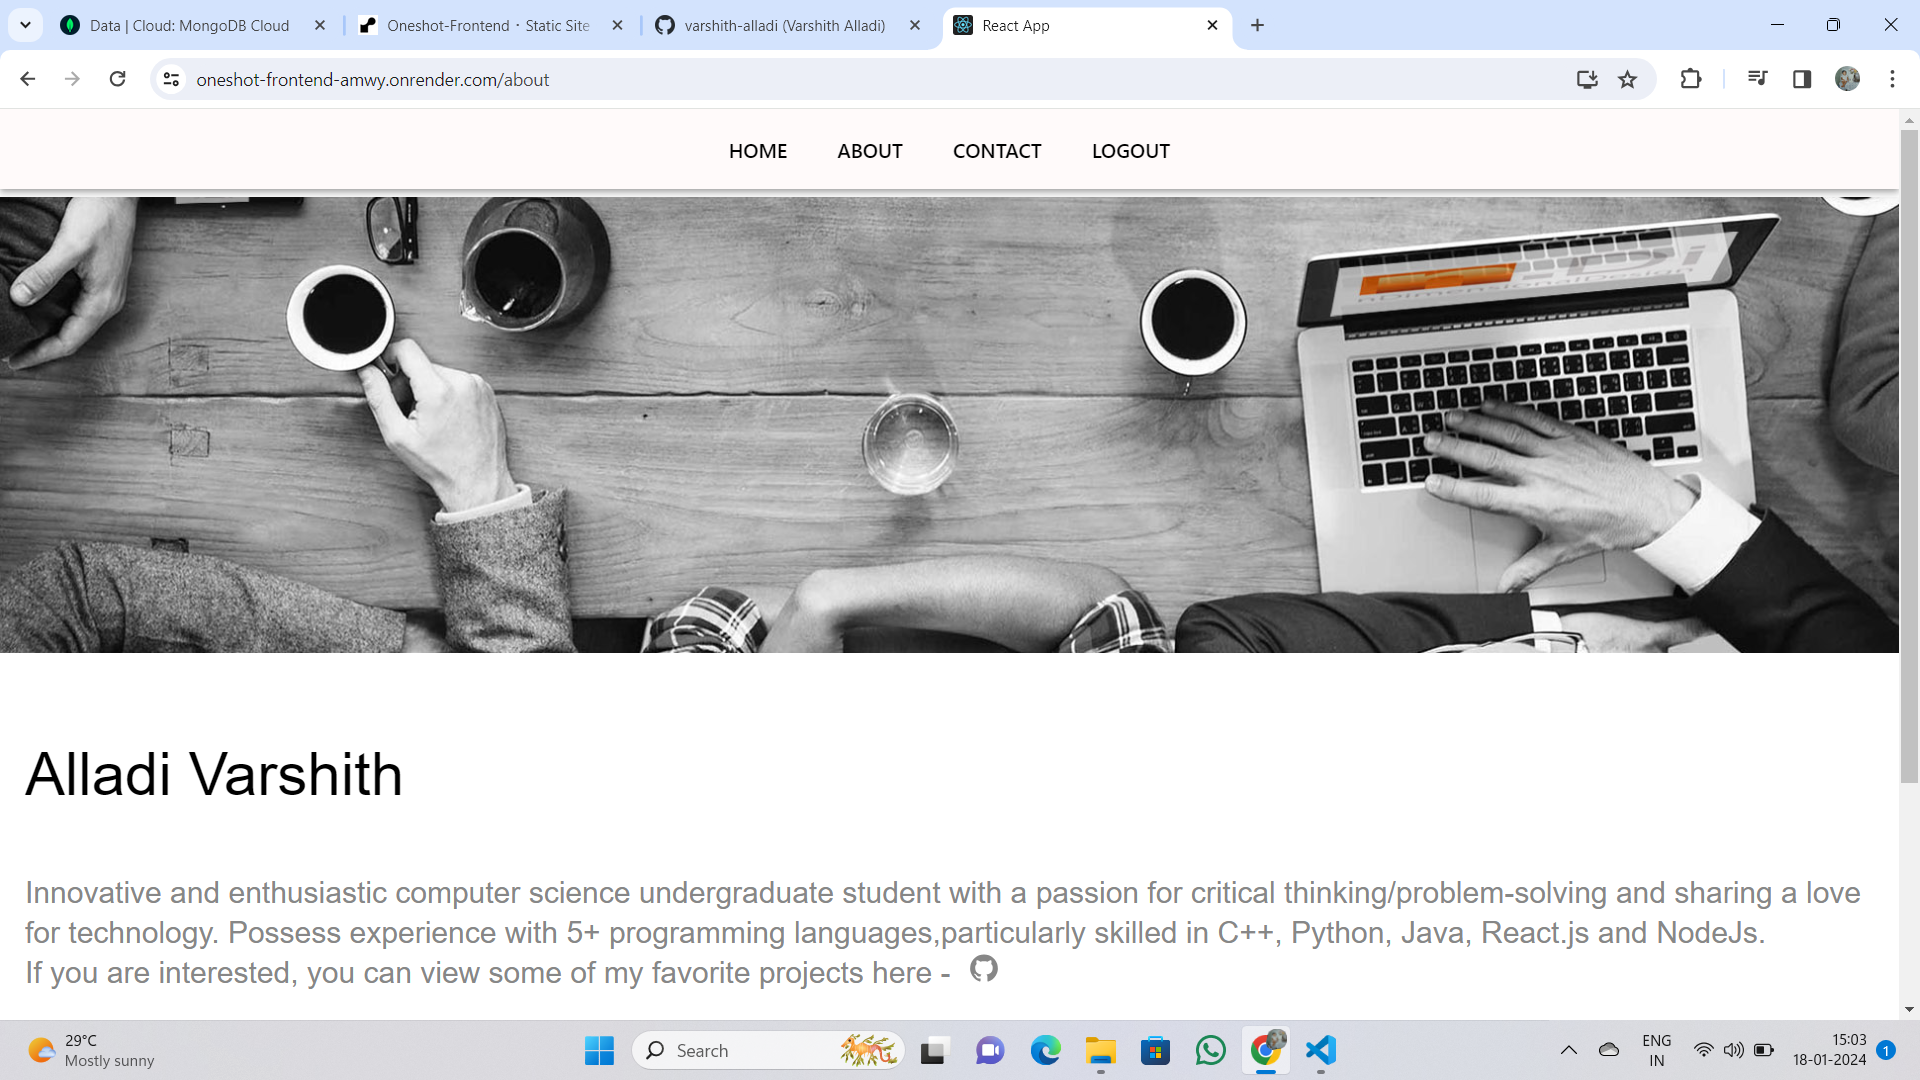 Data | Cloud: MongoDB Cloud
Oneshot-Frontend · Static Site
varshith-alladi (Varshith Alladi)
React App
oneshot-frontend-amwy.onrender.com/about
HOME ABOUT CONTACT LOGOUT
Alladi Varshith
Innovative and enthusiastic computer science undergraduate student with a passion for critical thinking/problem-solving and sharing a love
for technology. Possess experience with 5+ programming languages,particularly skilled in C++, Python, Java, React.js and NodeJs.
If you are interested, you can view some of my favorite projects here -
29°C
Mostly sunny
Search
ENG
IN
15:03
18-01-2024
1